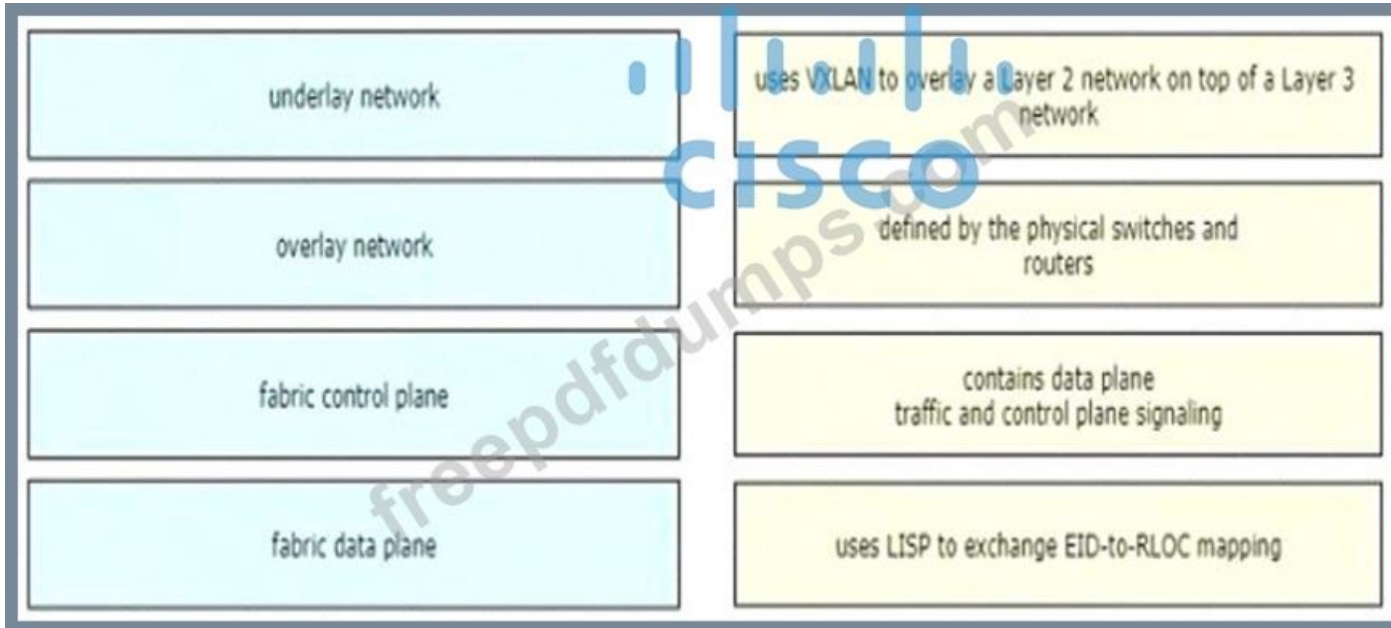 underlay network
uses VXLAN to overlay a Layer 2 network on top of a Layer 3
network
CISCO
overlay network
defined by the physical switches and
routers
fabric control plane
contains data plane
traffic and control plane signaling
fabric data plane
uses LISP to exchange EID-to-RLOC mapping
freepdfdumps.com